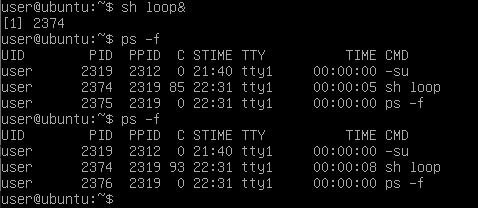 user@ubuntu:~$ sh loop&
[1] 2374
user@ubuntu:~$ ps -f
UID        PID  PPID  C STIME TTY          TIME CMD
user      2319  2312  0 21:40 tty1     00:00:00 -su
user      2374  2319 85 22:31 tty1     00:00:05 sh loop
user      2375  2319  0 22:31 tty1     00:00:00 ps -f
user@ubuntu:~$ ps -f
UID        PID  PPID  C STIME TTY          TIME CMD
user      2319  2312  0 21:40 tty1     00:00:00 -su
user      2374  2319 93 22:31 tty1     00:00:08 sh loop
user      2376  2319  0 22:31 tty1     00:00:00 ps -f
user@ubuntu:~$